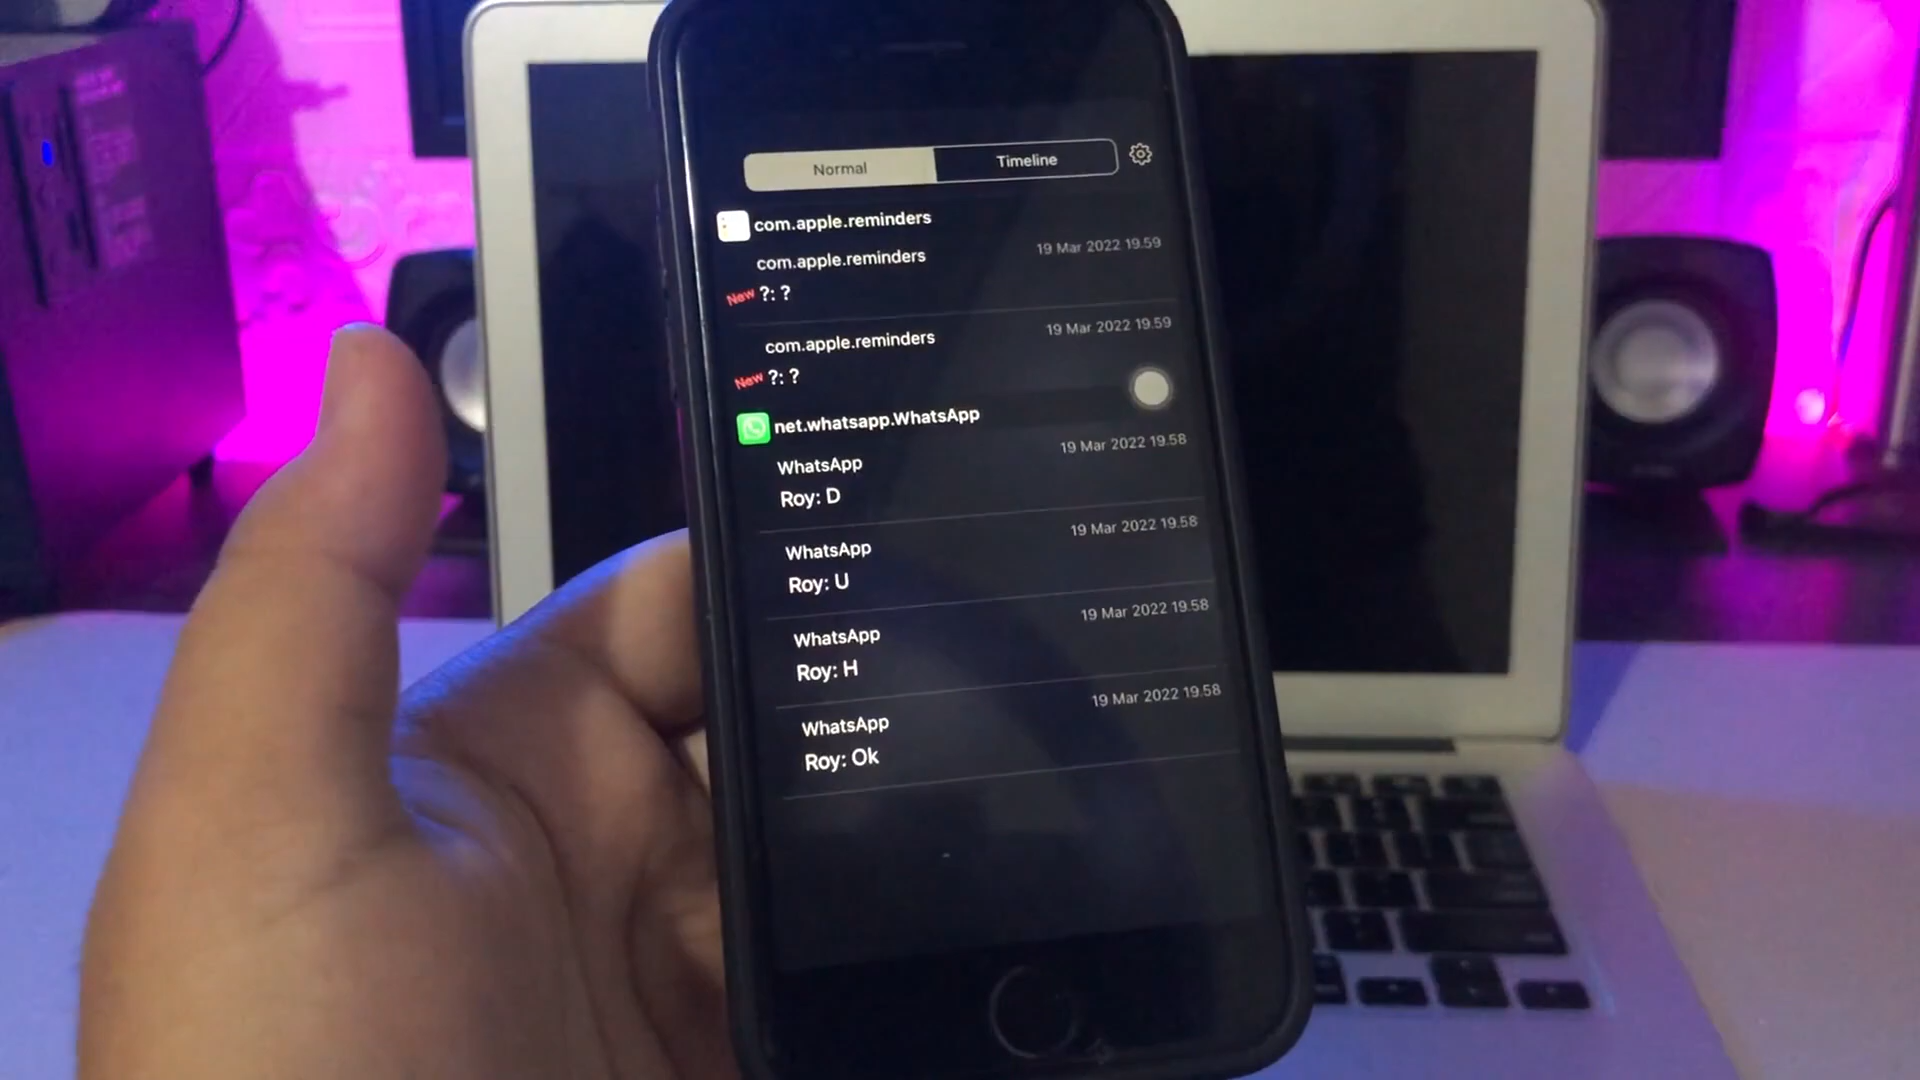 Normal
Timeline
com.apple.reminders
com.apple.reminders
19 Mar 2022 19.59
New ?: ?
com.apple.reminders
19 Mar 2022 19.59
New ?: ?
net.whatsapp.WhatsApp
WhatsApp
19 Mar 2022 19.58
Roy: D
WhatsApp
19 Mar 2022 19.58
Roy: U
WhatsApp
19 Mar 2022 19.58
Roy: H
WhatsApp
19 Mar 2022 19.58
Roy: Ok